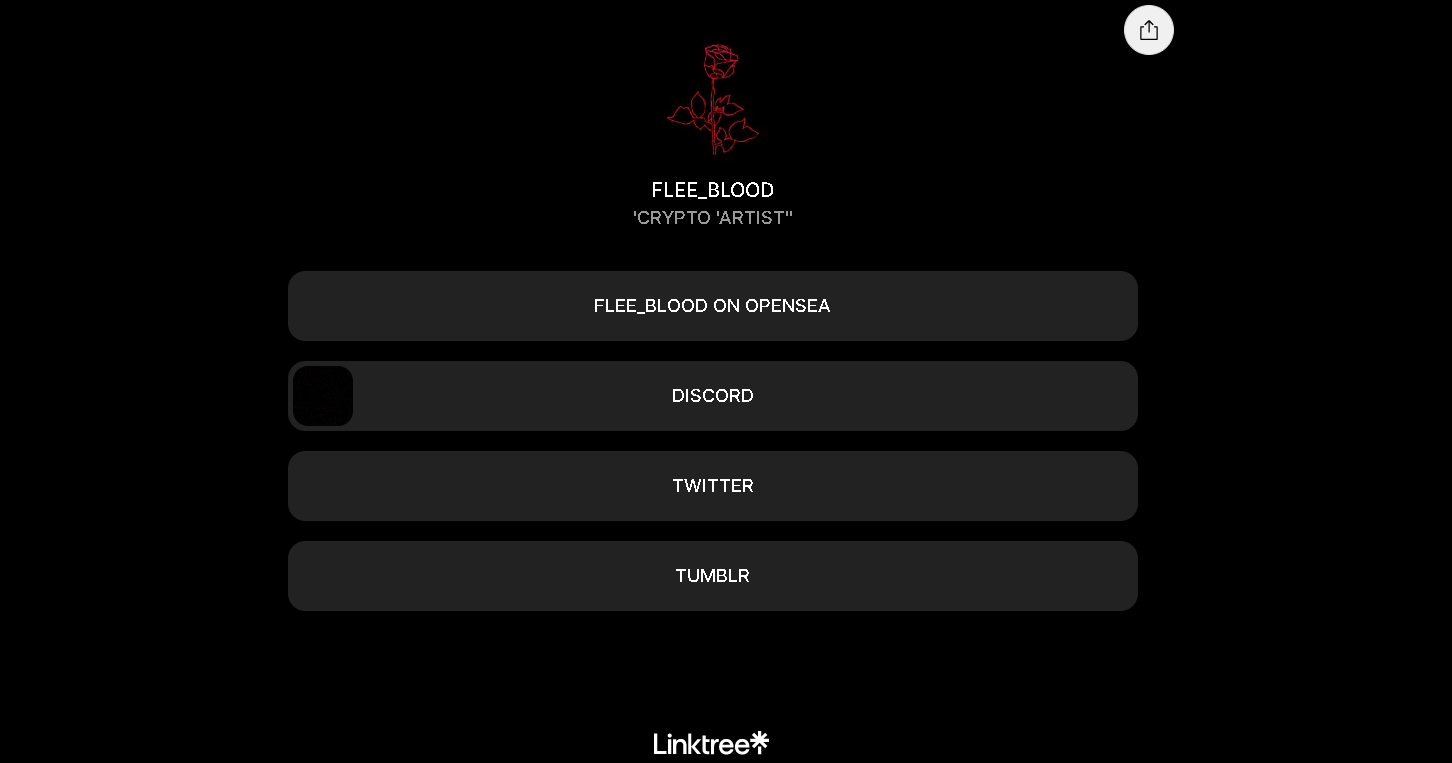 FLEE_BLOOD
'CRYPTO 'ARTIST"
FLEE_BLOOD ON OPENSEA
DISCORD
TWITTER
TUMBLR
Linktree